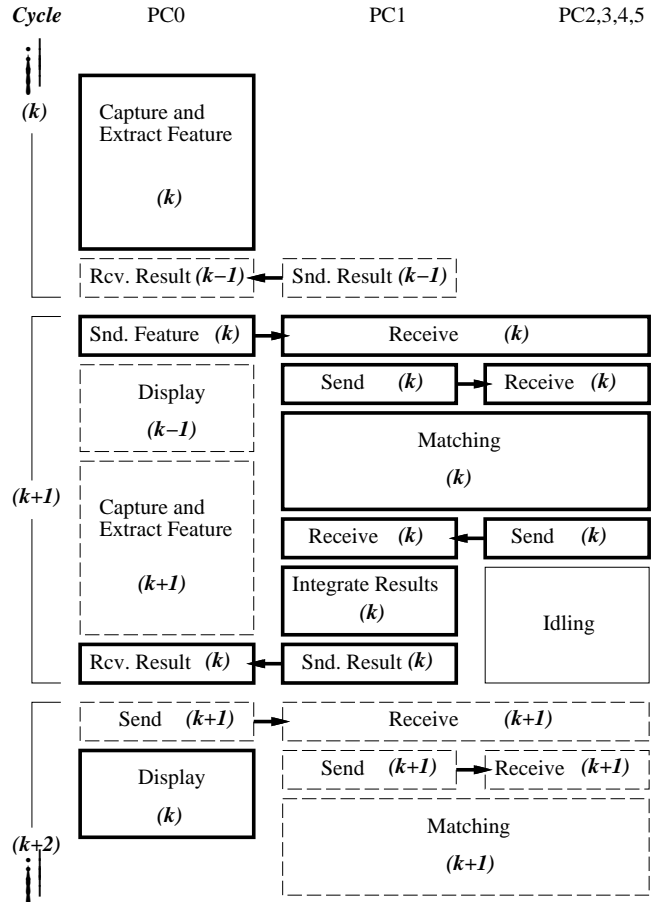 Cycle PC0 PC1 PC2,3,4,5
(k)
Capture and
Extract Feature
(k)
Rcv. Result (k−1) Snd. Result (k−1)
Snd. Feature (k) Receive (k)
Send (k) Receive (k)
Display
(k−1)
Matching
(k)
(k+1)
Capture and
Extract Feature
(k+1)
Receive (k) Send (k)
Integrate Results
(k)
Idling
Rcv. Result (k) Snd. Result (k)
Send (k+1) Receive (k+1)
Send (k+1) Receive (k+1)
Display
(k)
Matching
(k+1)
(k+2)